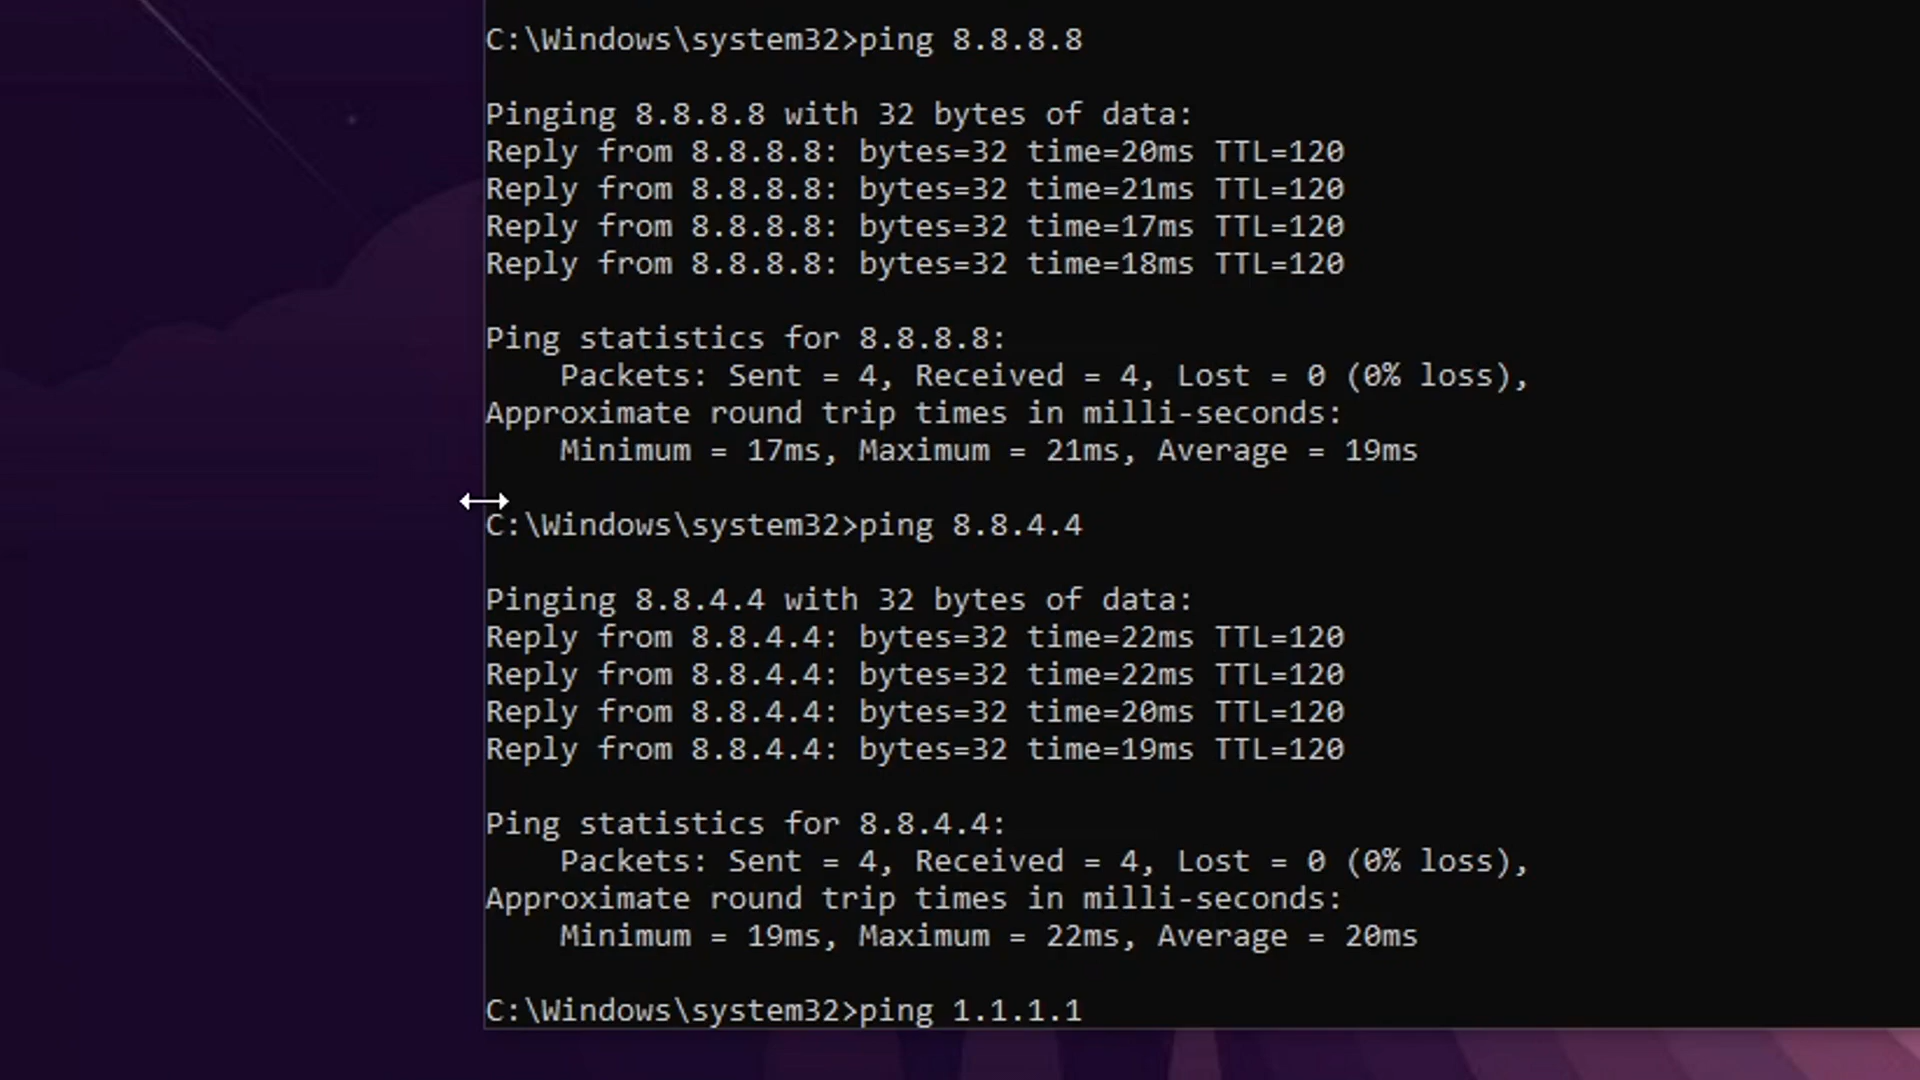 C:\Windows\system32>ping 8.8.8.8
Pinging 8.8.8.8 with 32 bytes of data:
Reply from 8.8.8.8: bytes=32 time=20ms TTL=120
Reply from 8.8.8.8: bytes=32 time=21ms TTL=120
Reply from 8.8.8.8: bytes=32 time=17ms TTL=120
Reply from 8.8.8.8: bytes=32 time=18ms TTL=120
Ping statistics for 8.8.8.8:
    Packets: Sent = 4, Received = 4, Lost = 0 (0% loss),
Approximate round trip times in milli-seconds:
    Minimum = 17ms, Maximum = 21ms, Average = 19ms
C:\Windows\system32>ping 8.8.4.4
Pinging 8.8.4.4 with 32 bytes of data:
Reply from 8.8.4.4: bytes=32 time=22ms TTL=120
Reply from 8.8.4.4: bytes=32 time=22ms TTL=120
Reply from 8.8.4.4: bytes=32 time=20ms TTL=120
Reply from 8.8.4.4: bytes=32 time=19ms TTL=120
Ping statistics for 8.8.4.4:
    Packets: Sent = 4, Received = 4, Lost = 0 (0% loss),
Approximate round trip times in milli-seconds:
    Minimum = 19ms, Maximum = 22ms, Average = 20ms
C:\Windows\system32>ping 1.1.1.1